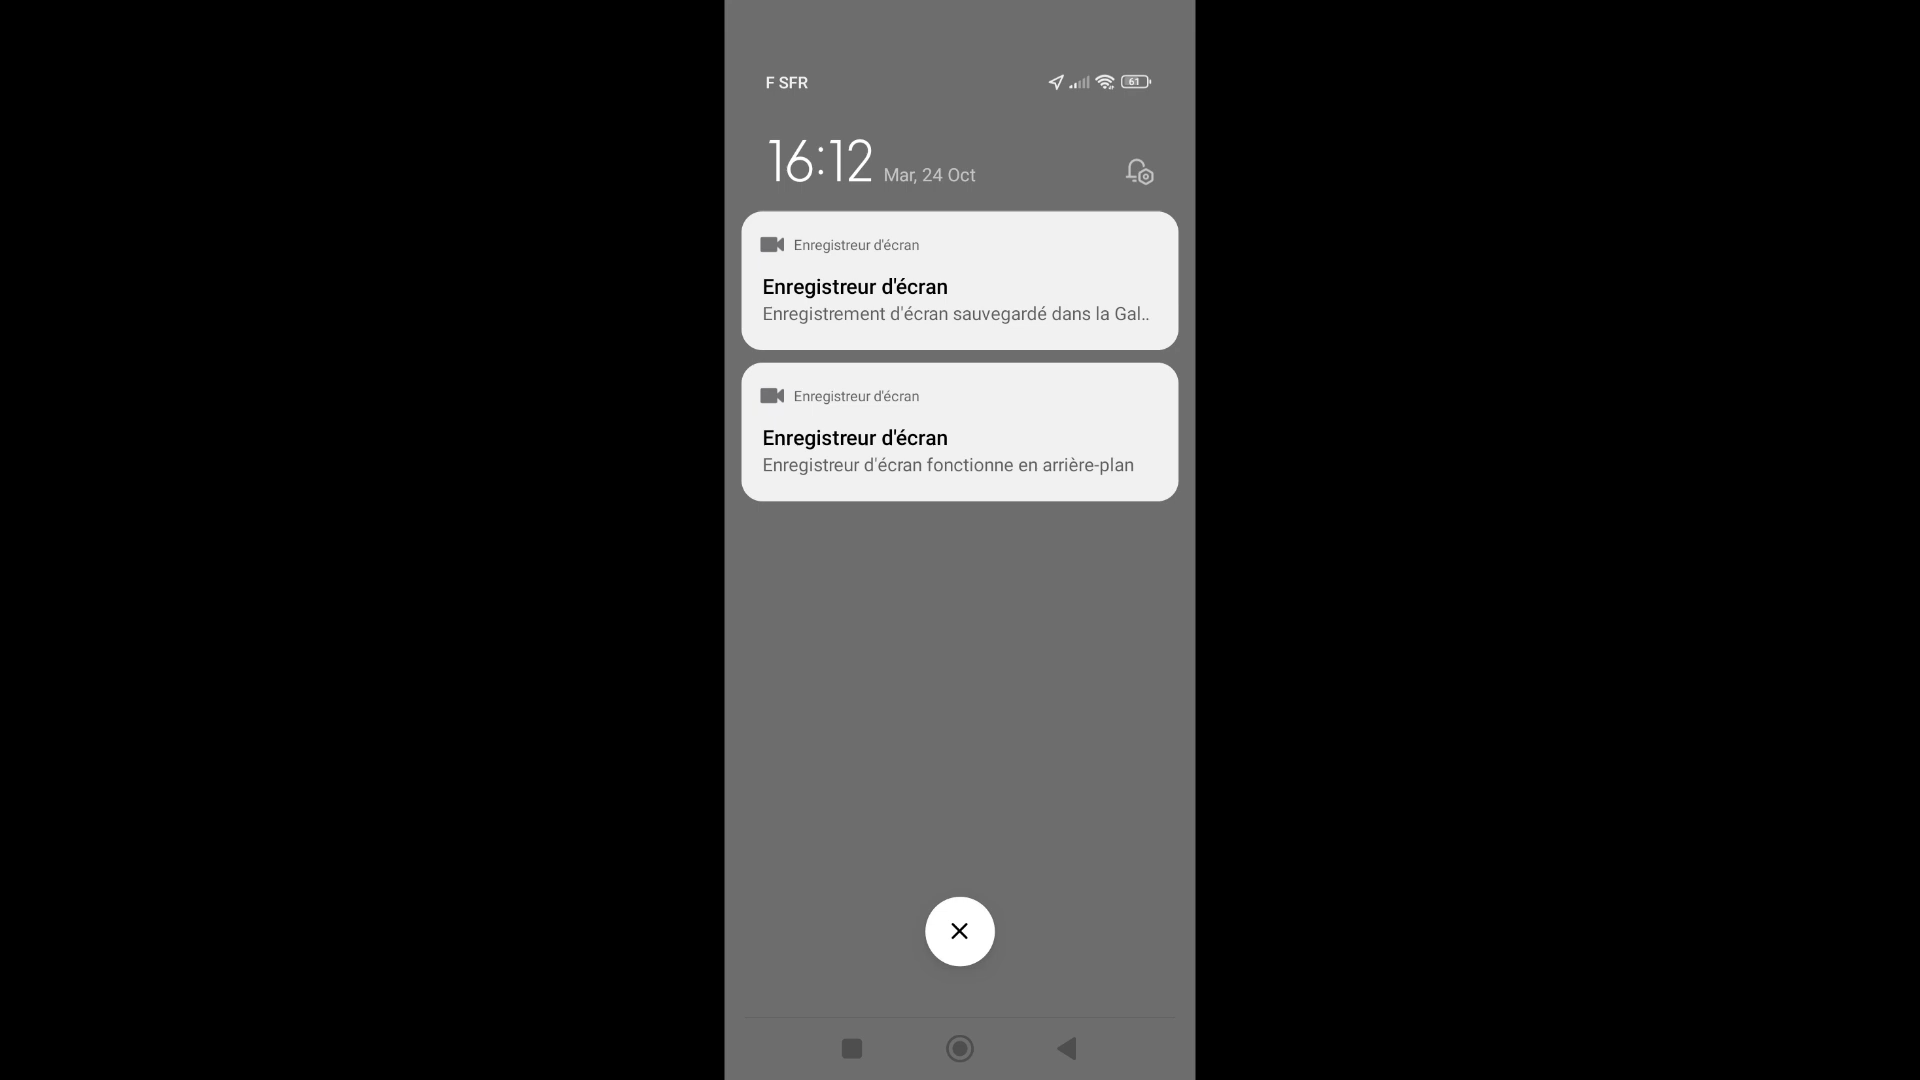 F SFR
61
16:12 Mar, 24 Oct
Enregistreur d'écran
Enregistreur d'écran
Enregistrement d'écran sauvegardé dans la Gal..
Enregistreur d'écran
Enregistreur d'écran
Enregistreur d'écran fonctionne en arrière-plan